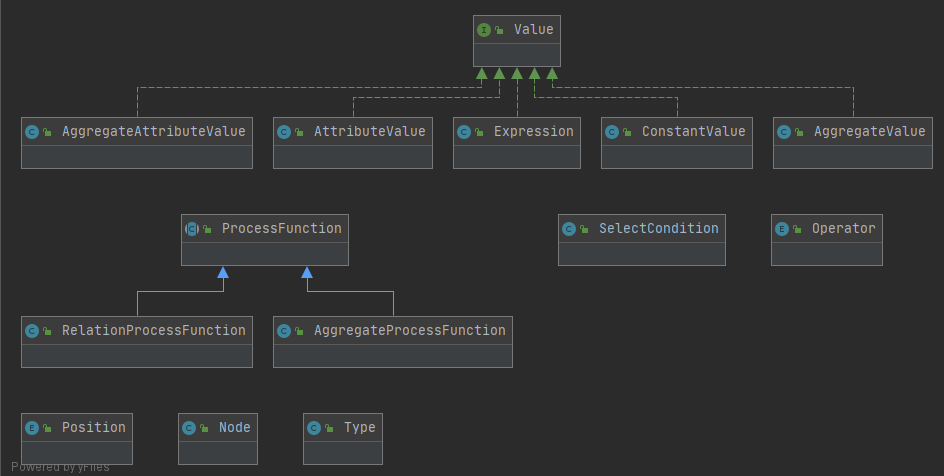 I Value
C AggregateAttributeValue
C AttributeValue
C Expression
C ConstantValue
C AggregateValue
C ProcessFunction
C SelectCondition
E Operator
C RelationProcessFunction
C AggregateProcessFunction
E Position
C Node
C Type
Powered by yFiles